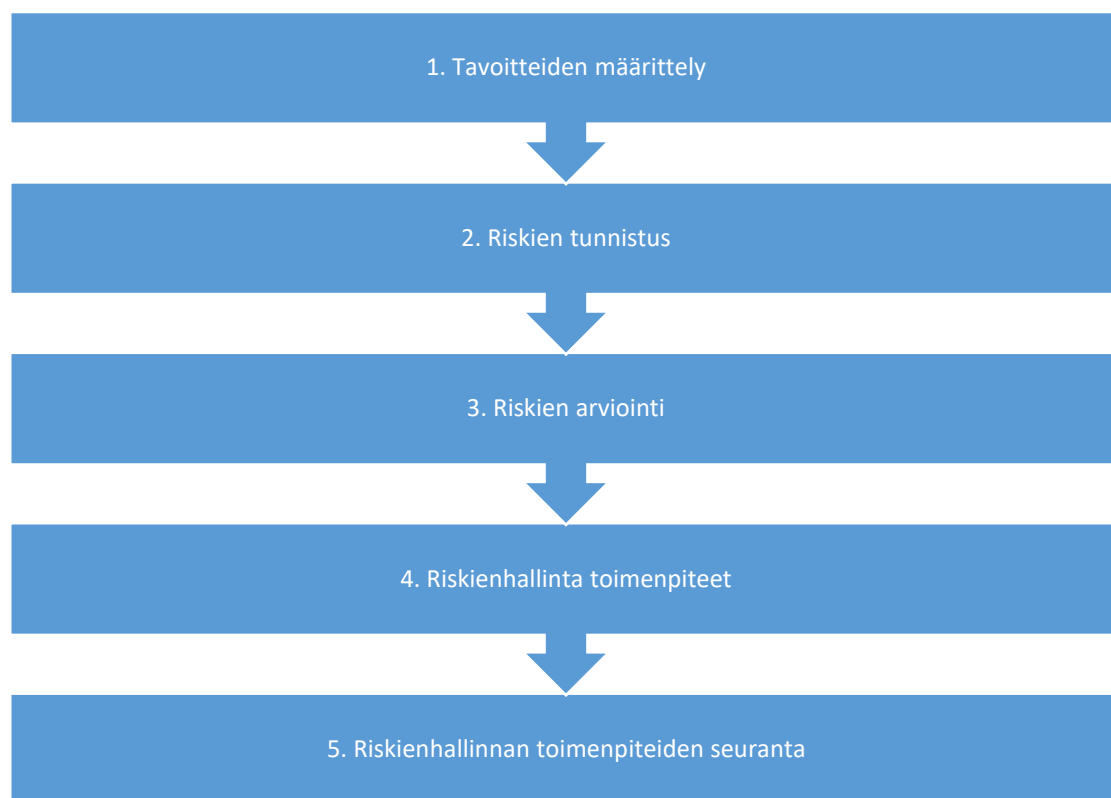 1. Tavoitteiden määrittely
2. Riskien tunnistus
3. Riskien arviointi
4. Riskienhallinta toimenpiteet
5. Riskienhallinnan toimenpiteiden seuranta